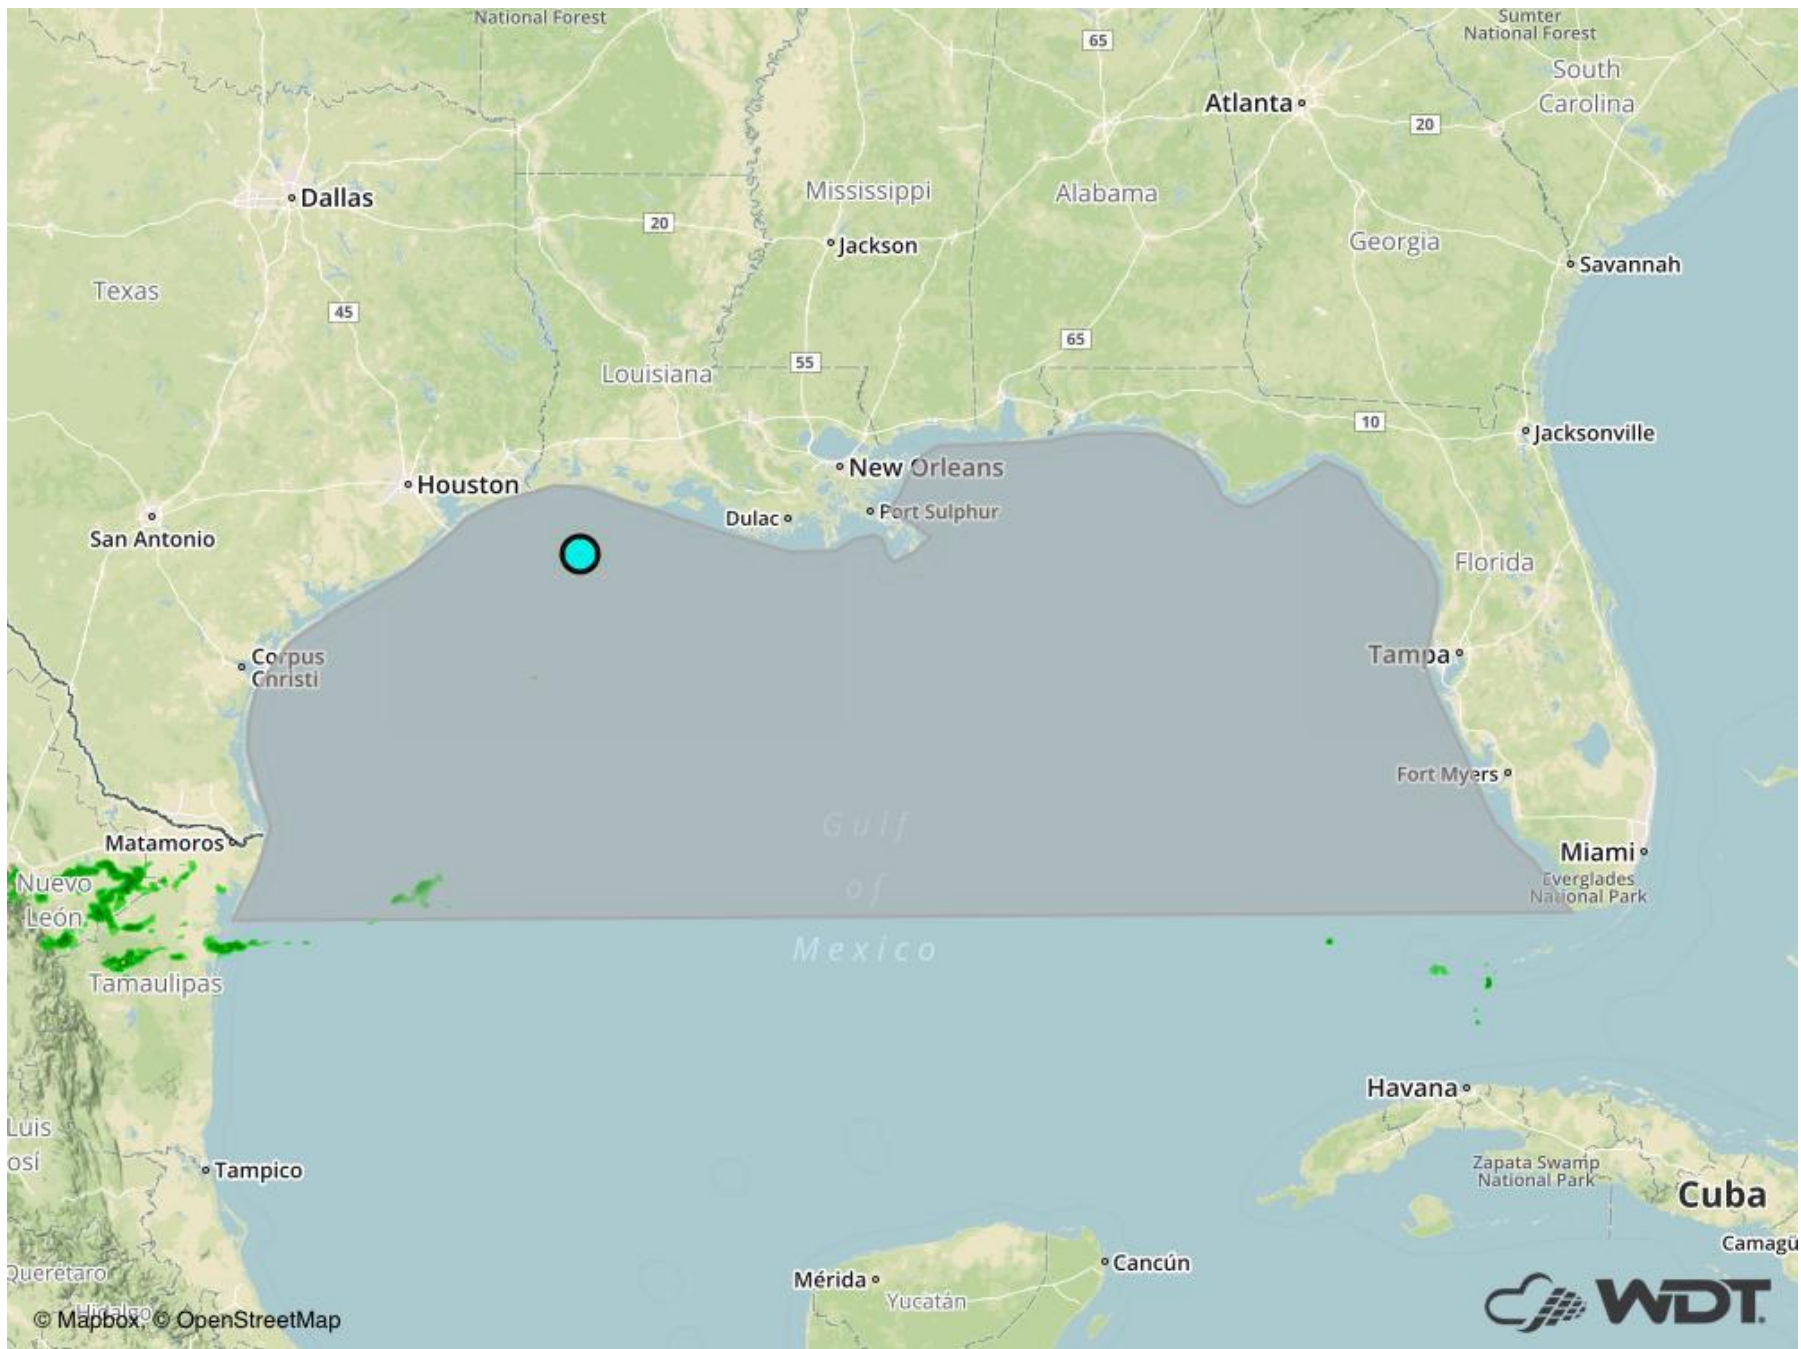 National Forest
65
Sumter
National Forest
South
Carolina
Atlanta
20
Dallas
Mississippi
Alabama
20
Jackson
Georgia
Savannah
Texas
45
65
55
Louisiana
10
Jacksonville
New Orleans
Houston
Port Sulphur
Dulac
San Antonio
Florida
Corpus
Christi
Tampa
Fort Myers
Gulf
of
Mexico
Matamoros
Miami
Everglades
National Park
Nuevo
León
Tamaulipas
Havana
Luis
osí
Tampico
Zapata Swamp
National Park
Cuba
Camagü
Cancún
Mérida
Yucatán
Querétaro
Hidalgo
© Mapbox, © OpenStreetMap
WDT